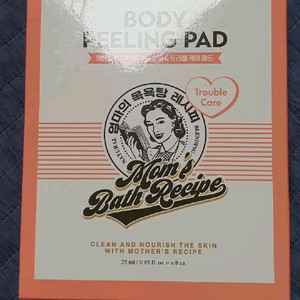 BODY
PEELING PAD
Trouble
Care
엄마의 목욕탕 레시피
NATURAL
Mom's
Bath Recipe
CLEAN AND NOURISH THE SKIN
WITH MOTHER'S RECIPE
25 ml / 0.85 fl. oz. e x 8 ea